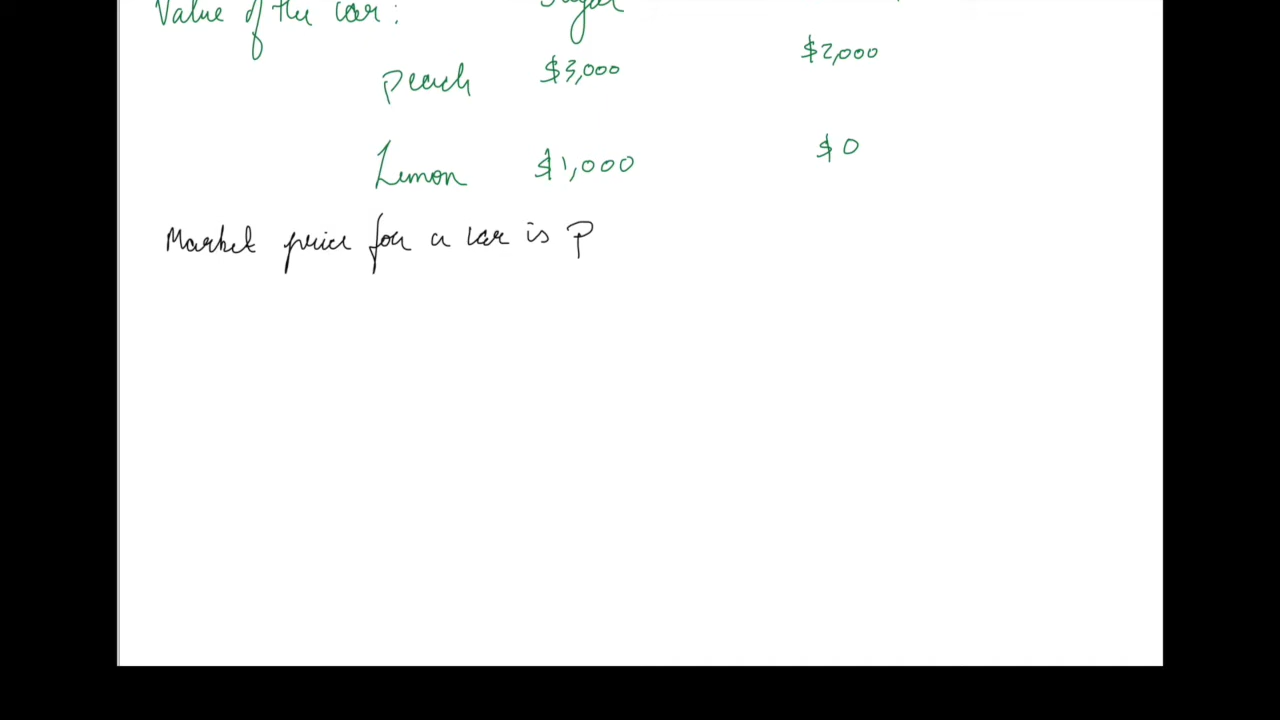 Value of the car:
peach $3,000 $2,000
Lemon $1,000 $0
Market price for a car is P